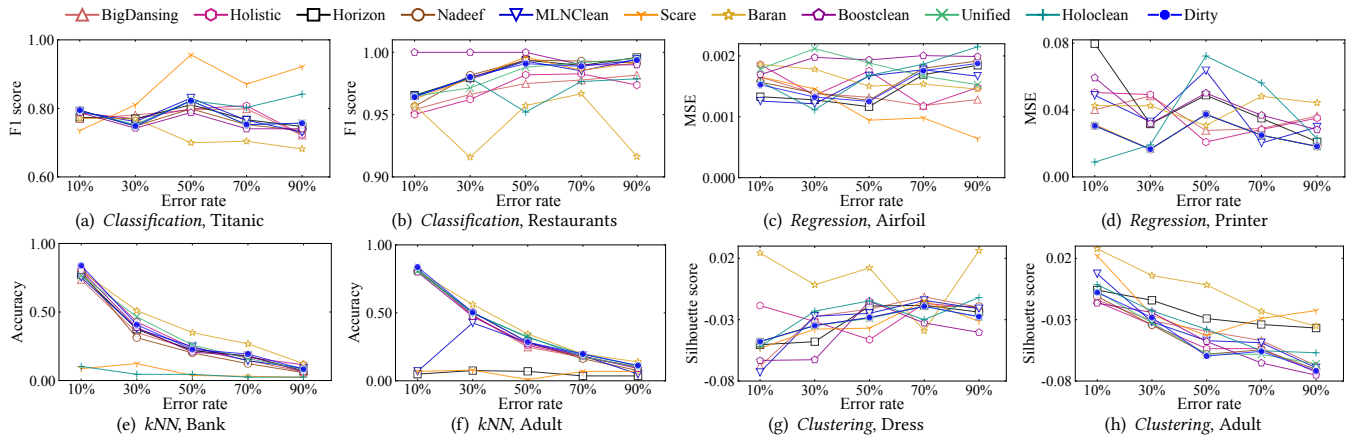 BigDansing Holistic Horizon Nadeef MLNClean Scare Baran Boostclean Unified Holoclean Dirty
1.00
0.80
0.60
F1 score
10% 30% 50% 70% 90%
Error rate
(a) Classification, Titanic
1.00
0.95
0.90
F1 score
10% 30% 50% 70% 90%
Error rate
(b) Classification, Restaurants
0.002
0.001
0.000
MSE
10% 30% 50% 70% 90%
Error rate
(c) Regression, Airfoil
0.08
0.04
0.00
MSE
10% 30% 50% 70% 90%
Error rate
(d) Regression, Printer
1.00
0.50
0.00
Accuracy
10% 30% 50% 70% 90%
Error rate
(e) kNN, Bank
1.00
0.50
0.00
Accuracy
10% 30% 50% 70% 90%
Error rate
(f) kNN, Adult
0.02
-0.03
-0.08
Silhouette score
10% 30% 50% 70% 90%
Error rate
(g) Clustering, Dress
0.02
-0.03
-0.08
Silhouette score
10% 30% 50% 70% 90%
Error rate
(h) Clustering, Adult